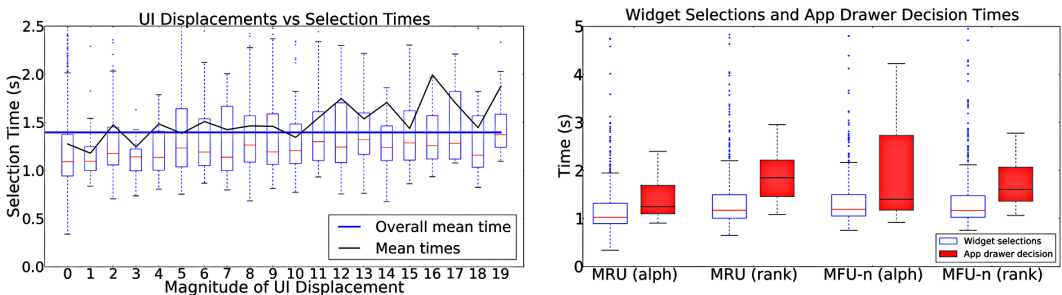 UI Displacements vs Selection Times
Selection Time (s)
2.5
2.0
1.5
1.0
0.5
0.0
Overall mean time
Mean times
0 1 2 3 4 5 6 7 8 9 10 11 12 13 14 15 16 17 18 19
Magnitude of UI Displacement
Widget Selections and App Drawer Decision Times
Time (s)
5
4
3
2
1
0
Widget selections
App drawer decision
MRU (alph) MRU (rank) MFU-n (alph) MFU-n (rank)